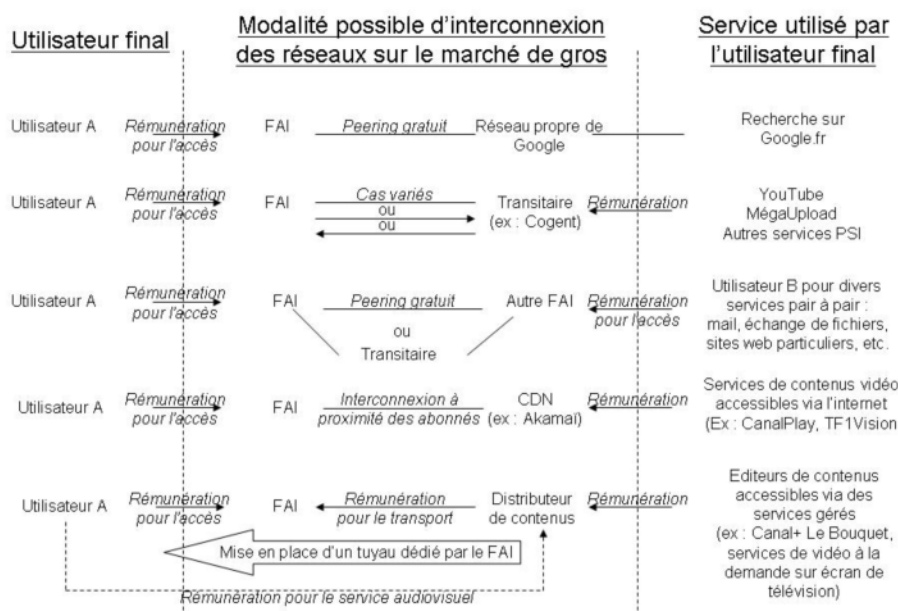 Utilisateur final
Modalité possible d'interconnexion
des réseaux sur le marché de gros
Service utilisé par
l'utilisateur final
Utilisateur A
Rémunération
pour l'accès
FAI
Peering gratuit
Réseau propre de
Google
Recherche sur
Google.fr
Utilisateur A
Rémunération
pour l'accès
FAI
Cas variés
ou
ou
Transitaire
(ex : Cogent)
Rémunération
YouTube
MégaUpload
Autres services PSI
Utilisateur A
Rémunération
pour l'accès
FAI
Peering gratuit
ou
Transitaire
Autre FAI
Rémunération
pour l'accès
Utilisateur B pour divers
services pair à pair :
mail, échange de fichiers,
sites web particuliers, etc.
Utilisateur A
Rémunération
pour l'accès
FAI
Interconnexion à
proximité des abonnés
CDN
(ex : Akamai)
Rémunération
Services de contenus vidéo
accessibles via l'internet
(Ex : CanalPlay, TF1Vision
Utilisateur A
Rémunération
pour l'accès
FAI
Rémunération
pour le transport
Distributeur
de contenus
Rémunération
Editeurs de contenus
accessibles via des
services gérés
(ex : Canal+ Le Bouquet,
services de vidéo à la
demande sur écran de
télévision)
Mise en place d'un tuyau dédié par le FAI
Rémunération pour le service audiovisuel